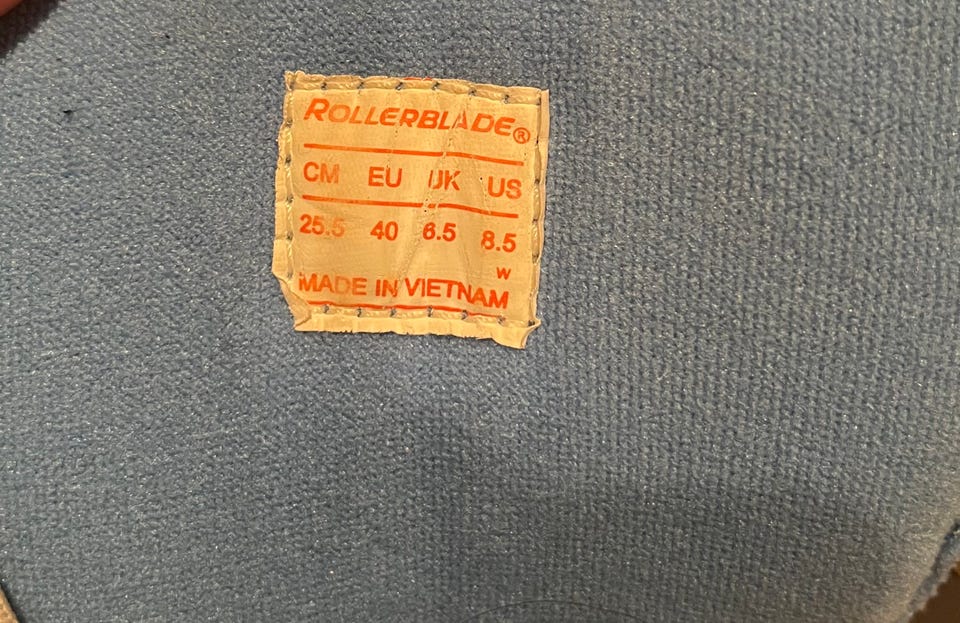 ROLLERBLADE®
CM EU UK US
25.5 40 6.5 8.5
W
MADE IN VIETNAM